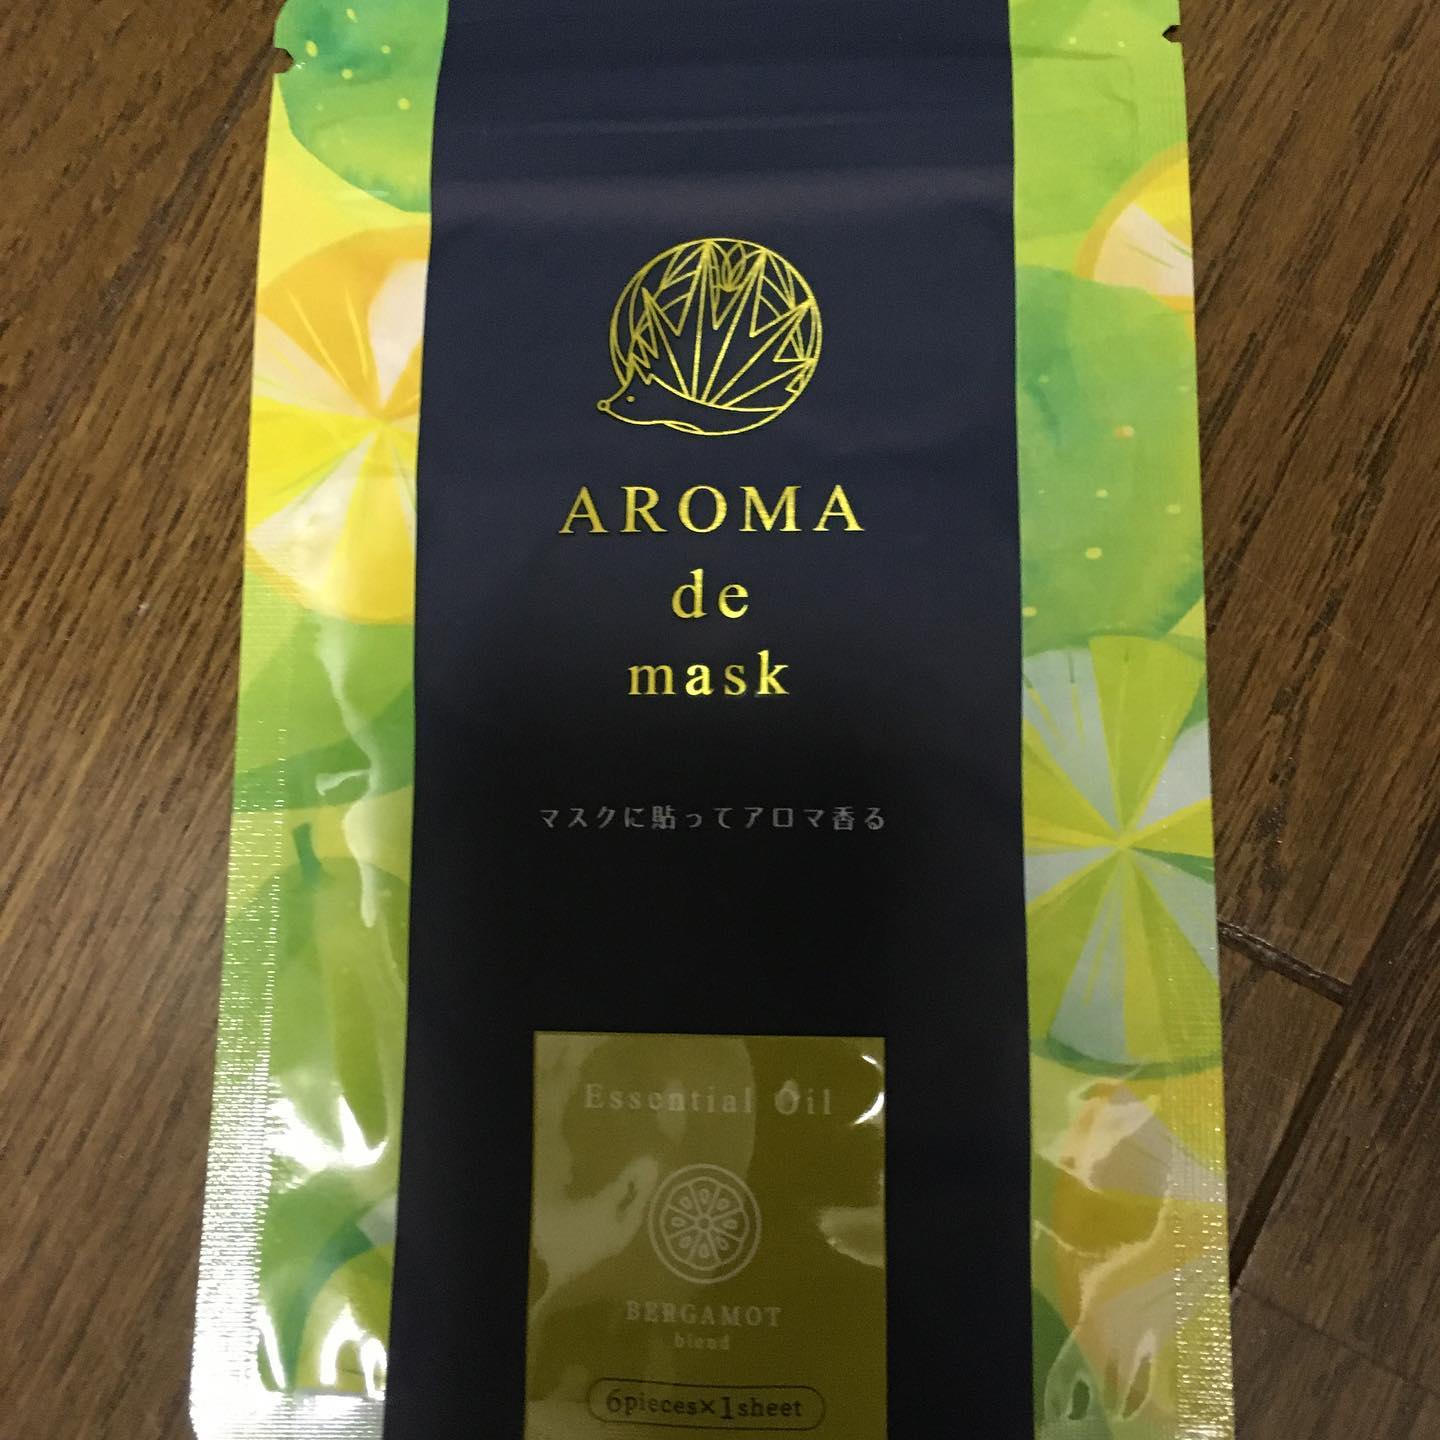 AROMA
de
mask
マスクに貼ってアロマ香る
Essential Oil
BERGAMOT
blend
6pieces×1sheet